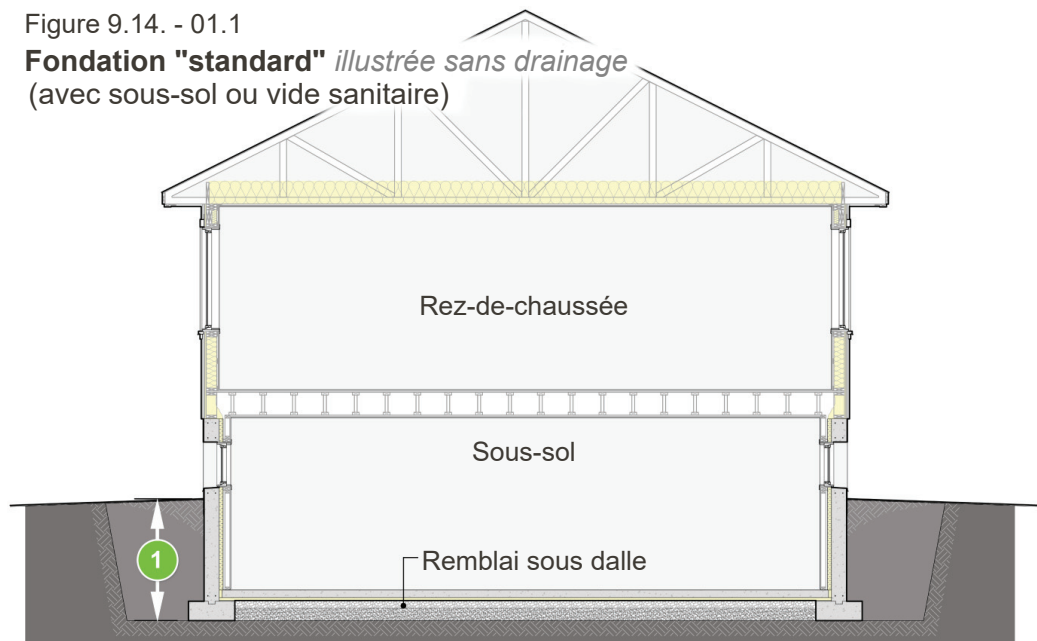 Figure 9.14. - 01.1
Fondation "standard" illustrée sans drainage
(avec sous-sol ou vide sanitaire)
Rez-de-chaussée
Sous-sol
1
Remblai sous dalle